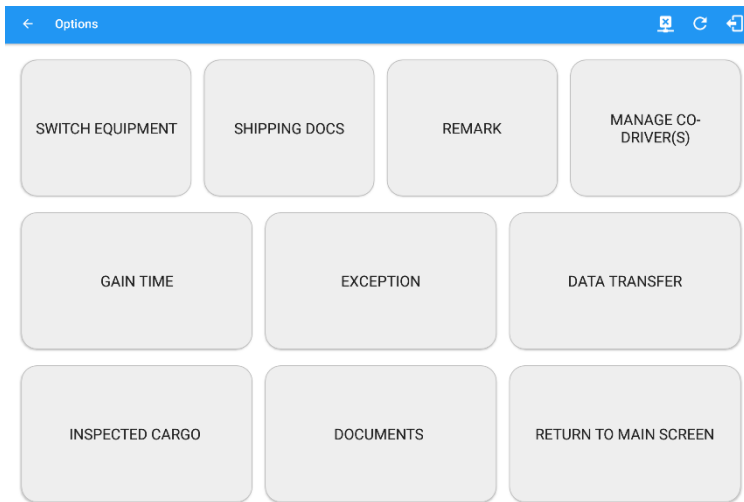 Options
SWITCH EQUIPMENT
SHIPPING DOCS
REMARK
MANAGE CO-
DRIVER(S)
GAIN TIME
EXCEPTION
DATA TRANSFER
INSPECTED CARGO
DOCUMENTS
RETURN TO MAIN SCREEN